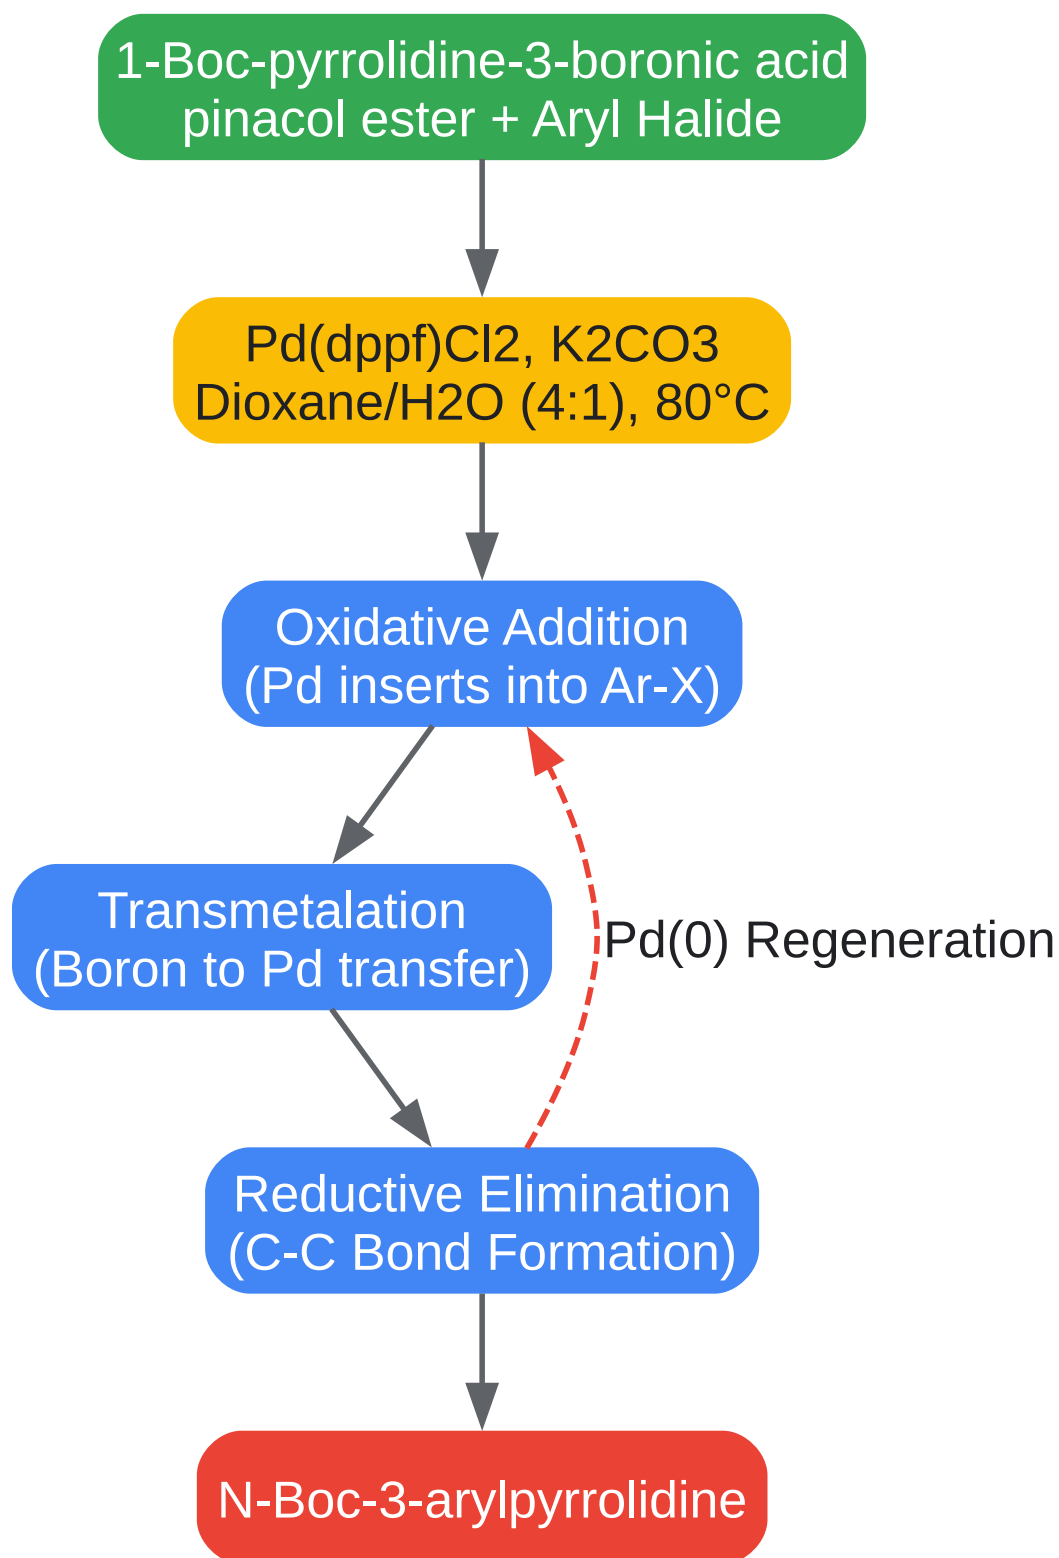 1-Boc-pyrrolidine-3-boronic acid
pinacol ester + Aryl Halide
Pd(dppf)Cl2, K2CO3
Dioxane/H2O (4:1), 80°C
Oxidative Addition
(Pd inserts into Ar-X)
Transmetalation
(Boron to Pd transfer)
Pd(0) Regeneration
Reductive Elimination
(C-C Bond Formation)
N-Boc-3-arylpyrrolidine